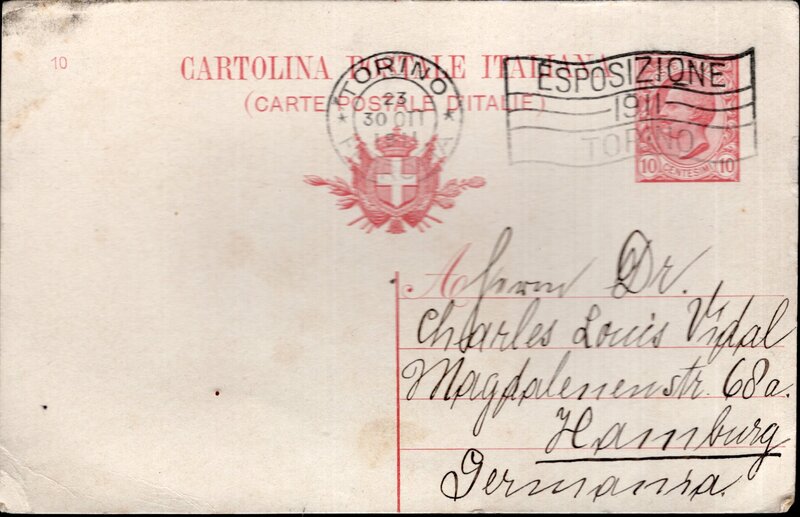 10
CARTOLINA POSTALE ITALIANA
(CARTE POSTALE D'ITALIE)
TORINO
23
30 OTT
1911
ESPOSIZIONE
1911
TORINO
10 CENTESIMI 10
A Herrn Dr.
Charles Louis Vidal
Magdalenenstr. 68a.
Hamburg
Germania.